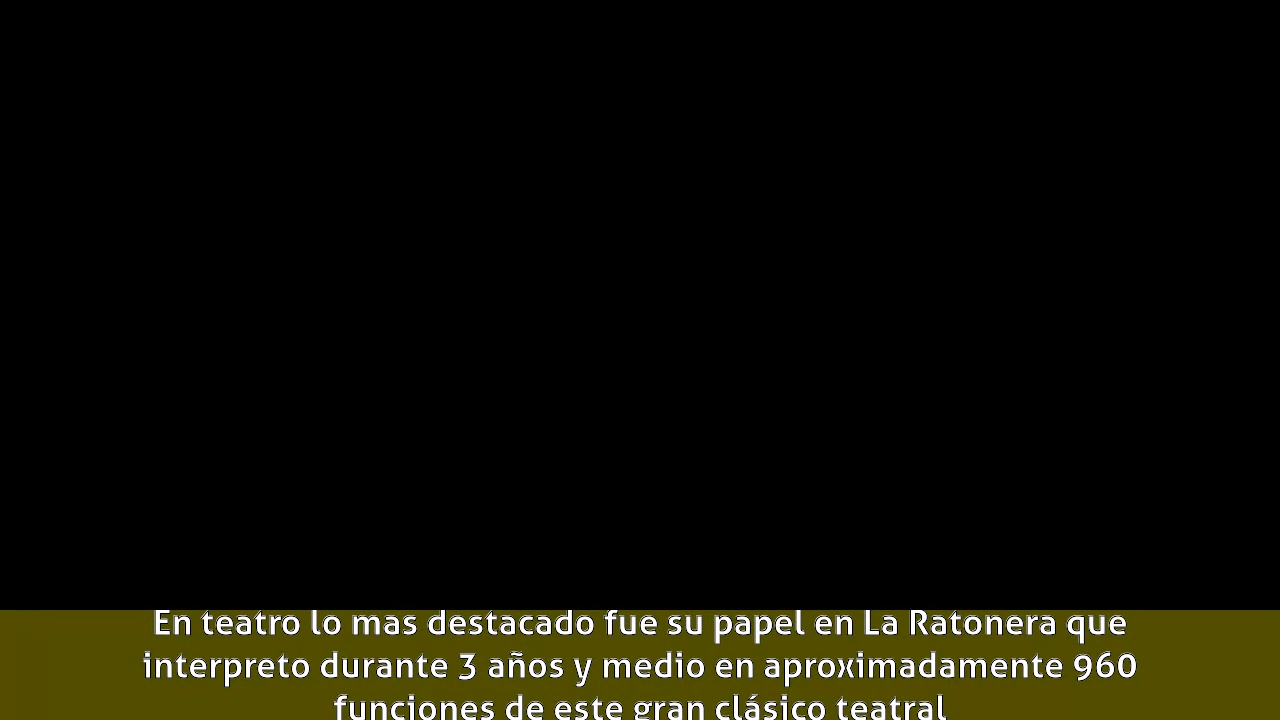 En teatro lo mas destacado fue su papel en La Ratonera que
interpreto durante 3 años y medio en aproximadamente 960
funciones de este gran clásico teatral